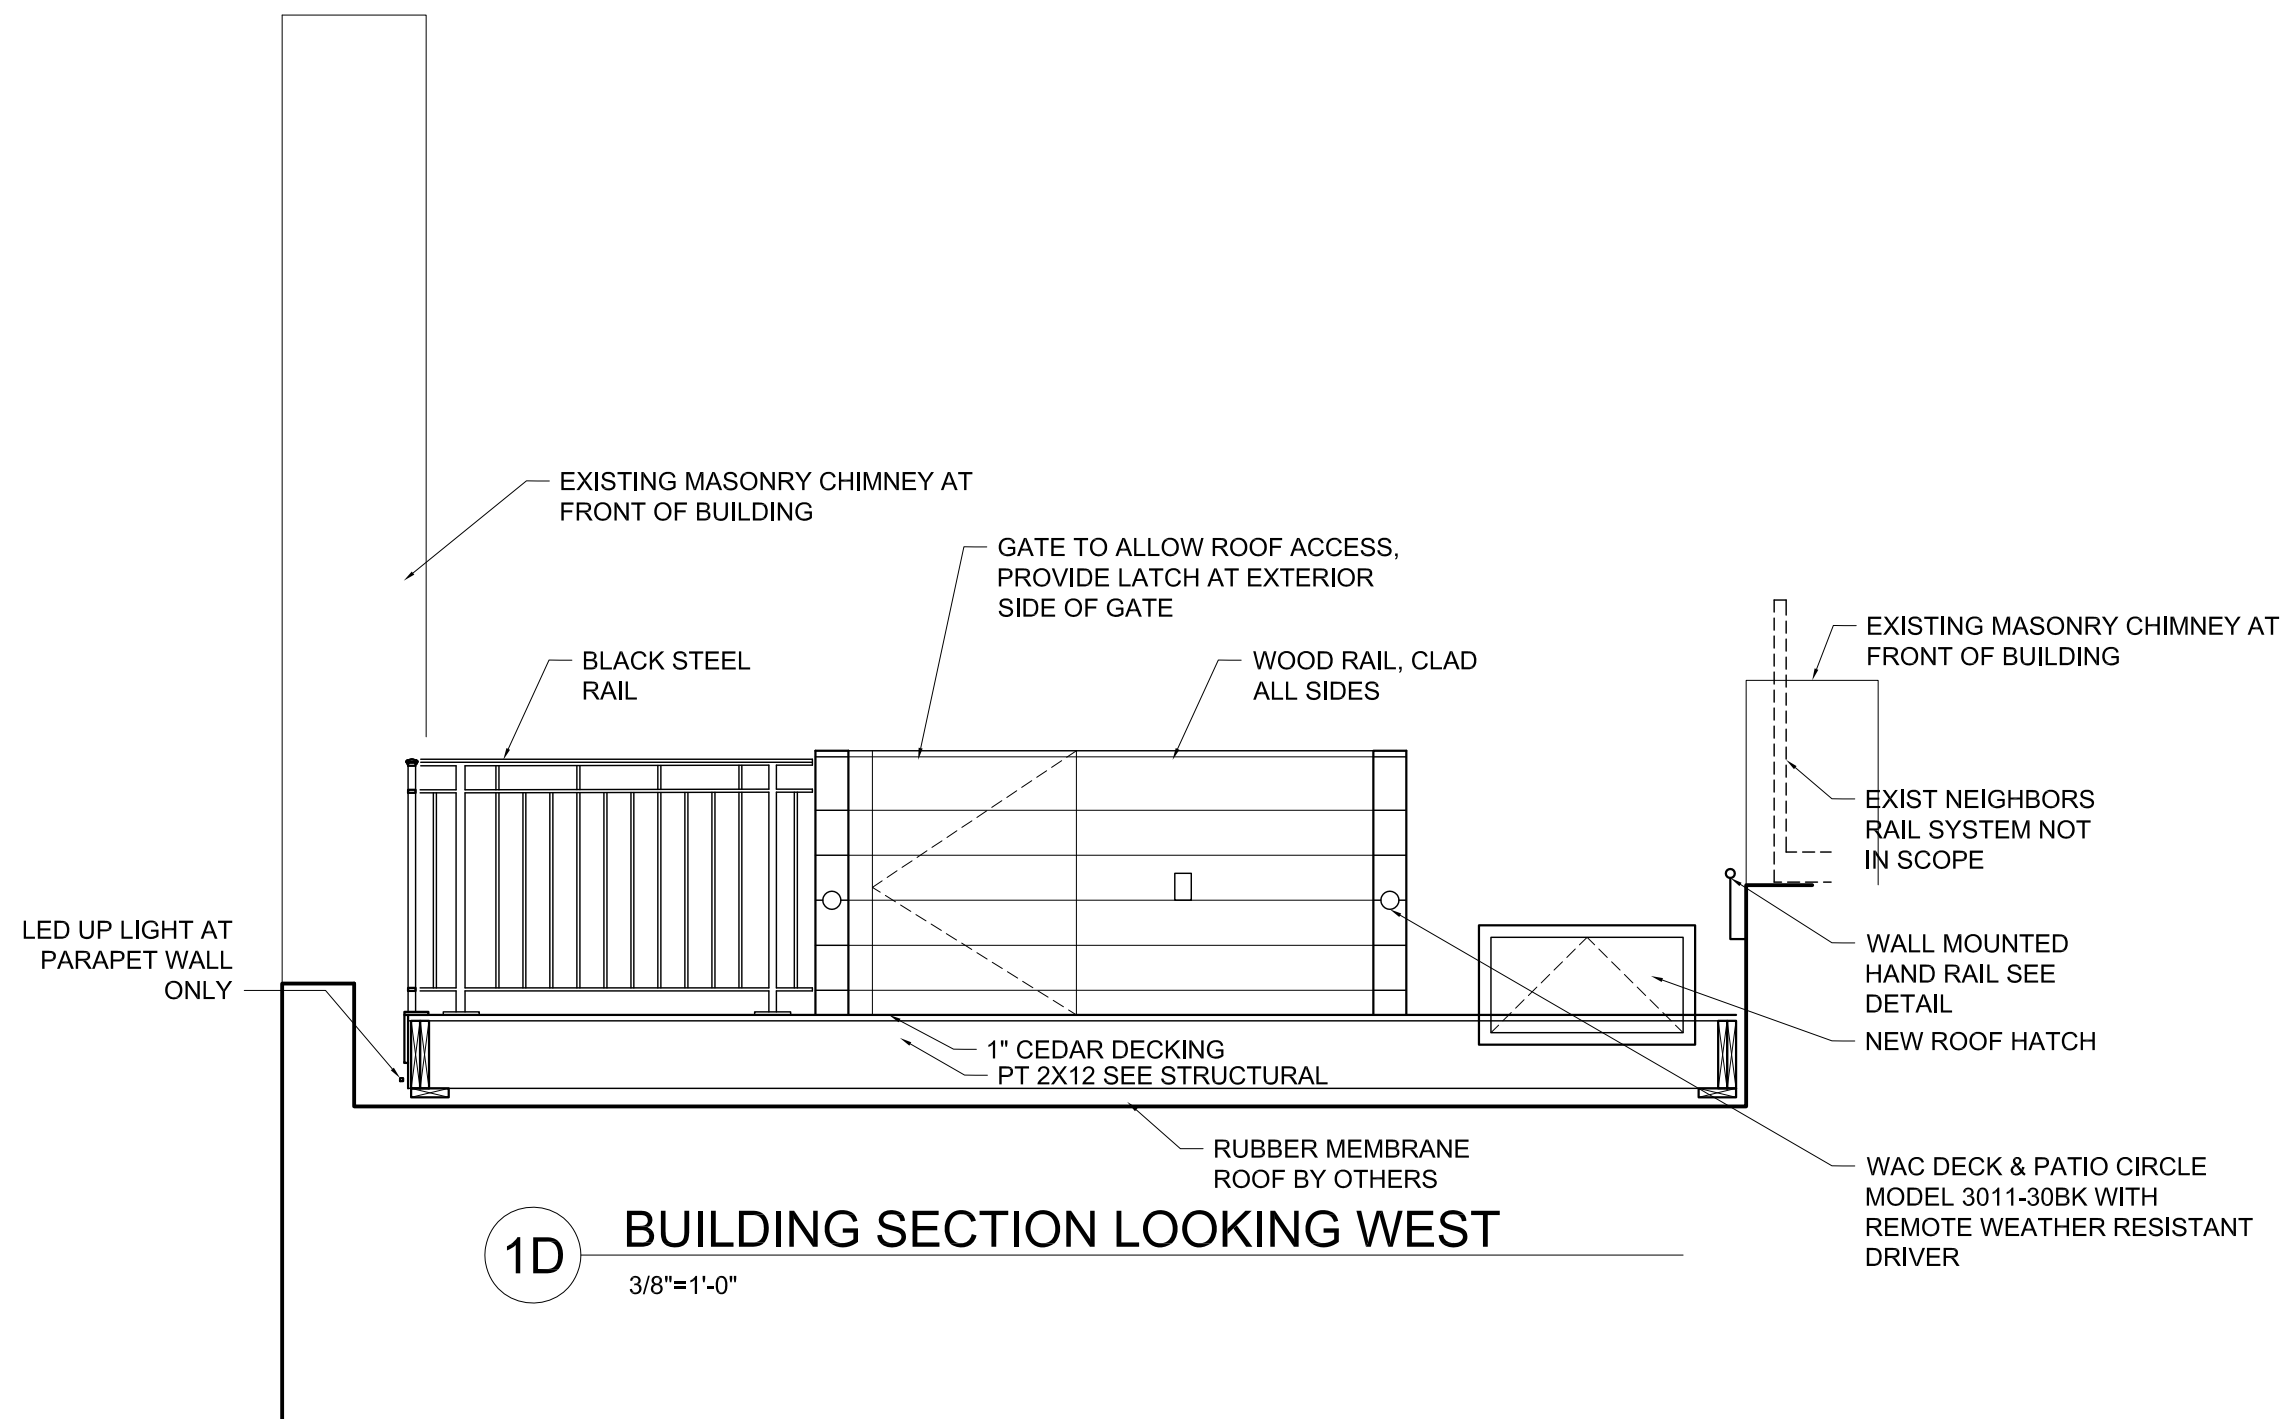 EXISTING MASONRY CHIMNEY AT
FRONT OF BUILDING
GATE TO ALLOW ROOF ACCESS,
PROVIDE LATCH AT EXTERIOR
SIDE OF GATE
BLACK STEEL
RAIL
WOOD RAIL, CLAD
ALL SIDES
EXISTING MASONRY CHIMNEY AT
FRONT OF BUILDING
EXIST NEIGHBORS
RAIL SYSTEM NOT
IN SCOPE
LED UP LIGHT AT
PARAPET WALL
ONLY
WALL MOUNTED
HAND RAIL SEE
DETAIL
NEW ROOF HATCH
1" CEDAR DECKING
PT 2X12 SEE STRUCTURAL
RUBBER MEMBRANE
ROOF BY OTHERS
WAC DECK & PATIO CIRCLE
MODEL 3011-30BK WITH
REMOTE WEATHER RESISTANT
DRIVER
1D
BUILDING SECTION LOOKING WEST
3/8"=1'-0"